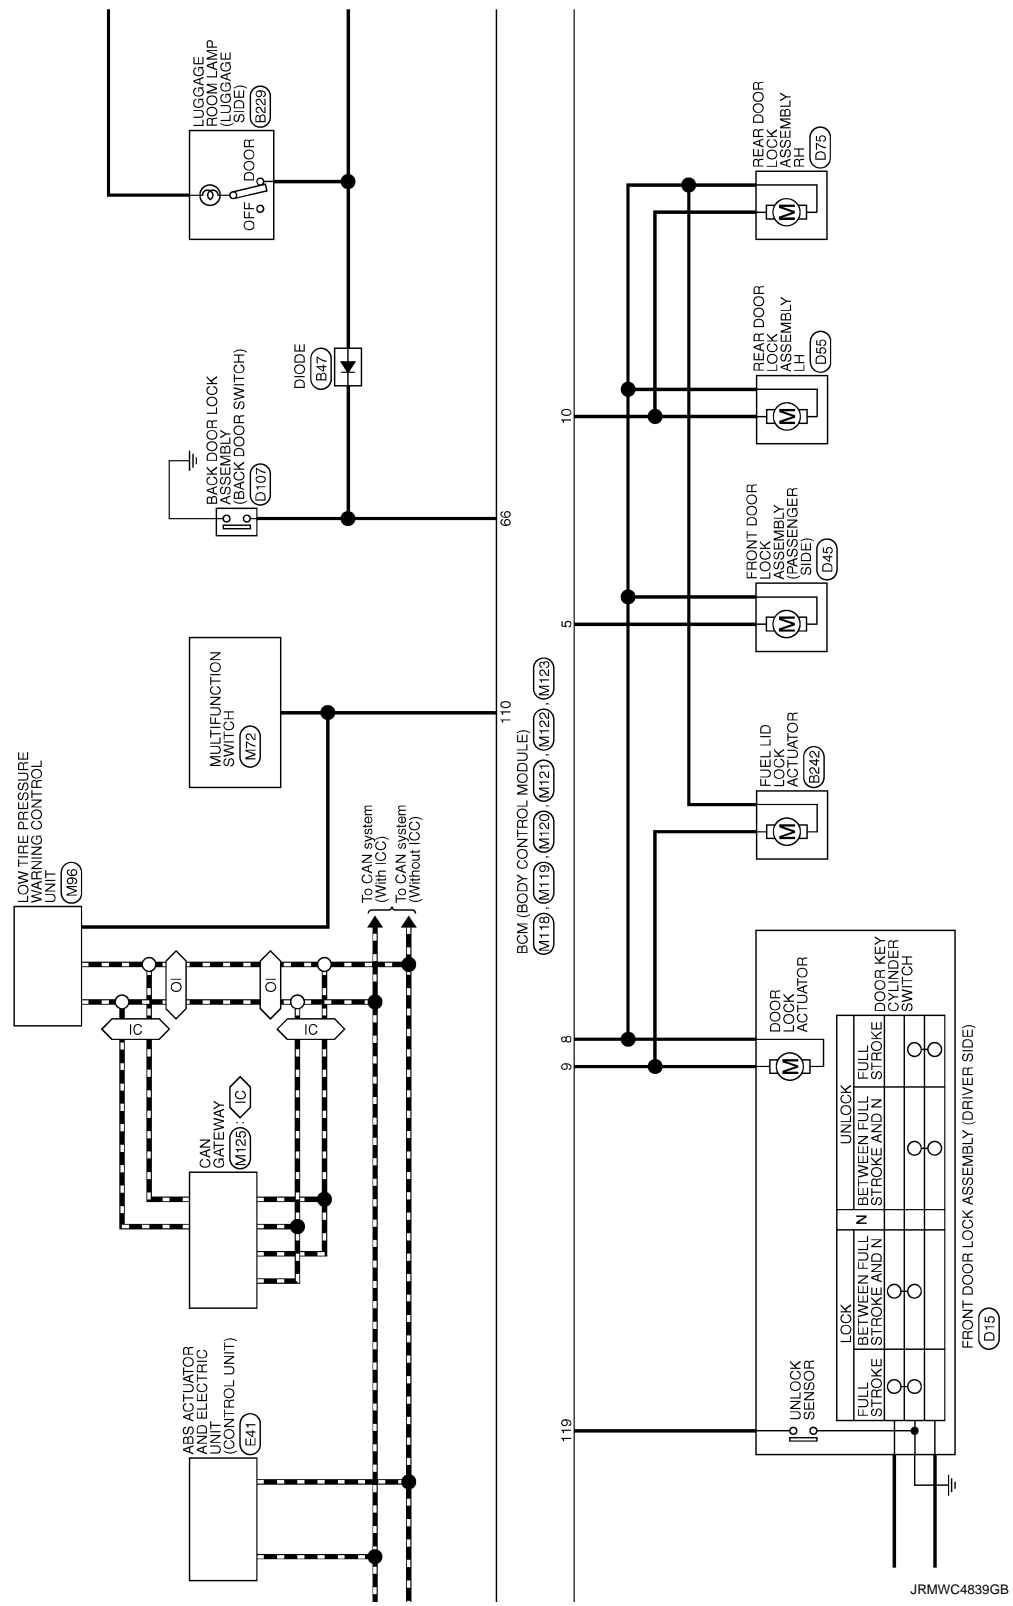 LUGGAGE
ROOM LAMP
(LUGGAGE
SIDE)
B229
DOOR
OFF
DIODE
B47
BACK DOOR LOCK
ASSEMBLY
(BACK DOOR SWITCH)
D107
66
MULTIFUNCTION
SWITCH
M72
110
LOW TIRE PRESSURE
WARNING CONTROL
UNIT
M96
To CAN system
(With ICC)
To CAN system
(Without ICC)
OI
OI
IC
IC
CAN
GATEWAY
M125 : IC
ABS ACTUATOR
AND ELECTRIC
UNIT
(CONTROL UNIT)
E41
BCM (BODY CONTROL MODULE)
M118 , M119 , M120 , M121 , M122 , M123
REAR DOOR
LOCK
ASSEMBLY
RH
D75
M
REAR DOOR
LOCK
ASSEMBLY
LH
D55
M
10
FRONT DOOR
LOCK
ASSEMBLY
(PASSENGER
SIDE)
D45
M
5
FUEL LID
LOCK
ACTUATOR
B242
M
8
9
DOOR
LOCK
ACTUATOR
M
DOOR KEY
CYLINDER
SWITCH
UNLOCK
FULL
STROKE
BETWEEN FULL
STROKE AND N
N
LOCK
BETWEEN FULL
STROKE AND N
FULL
STROKE
UNLOCK
SENSOR
119
FRONT DOOR LOCK ASSEMBLY (DRIVER SIDE)
D15
JRMWC4839GB